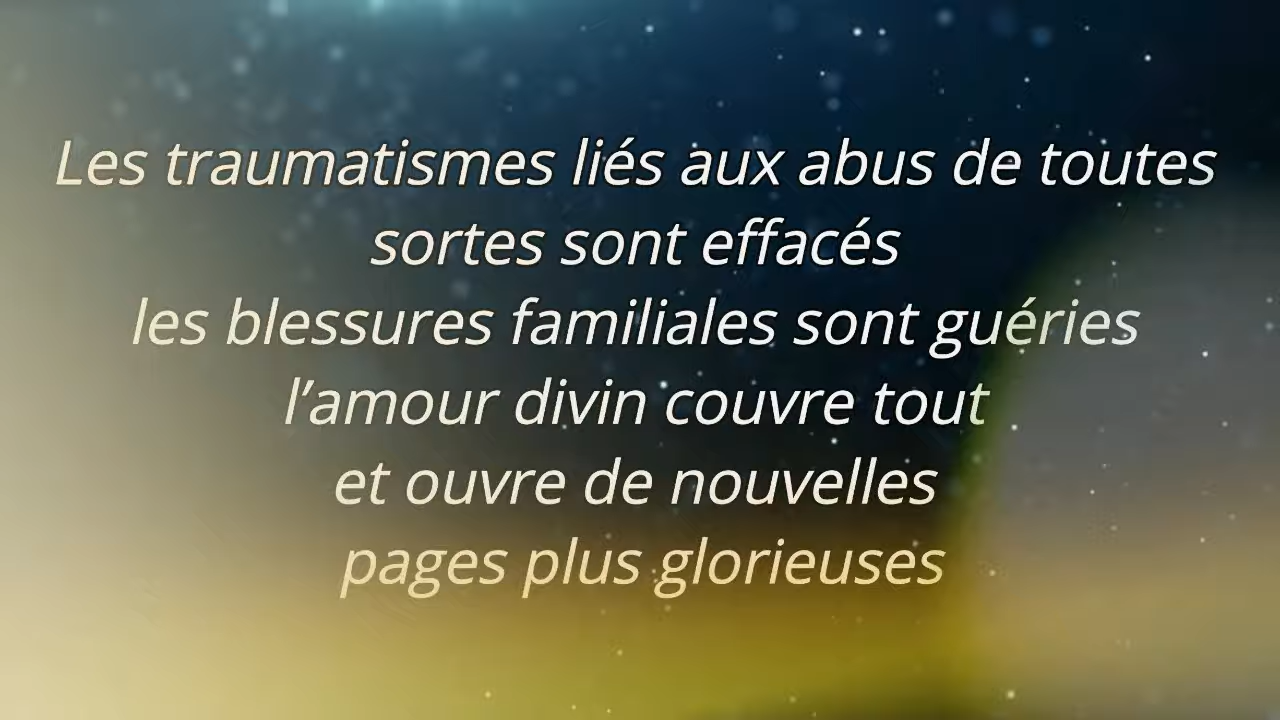 Les traumatismes liés aux abus de toutes
sortes sont effacés
les blessures familiales sont guéries
l’amour divin couvre tout
et ouvre de nouvelles
pages plus glorieuses